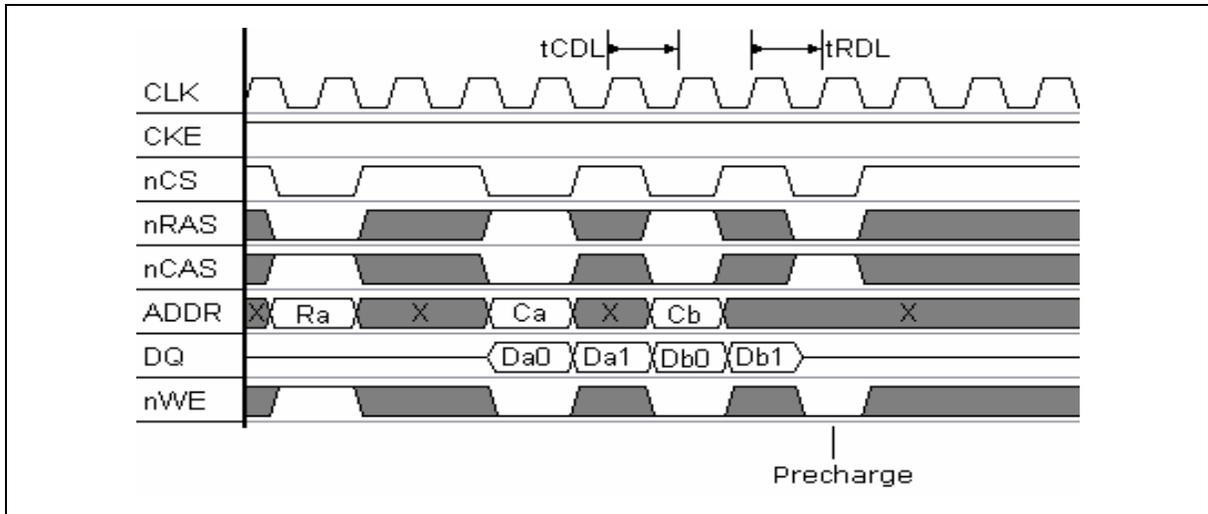 tCDL tRDL
CLK
CKE
nCS
nRAS
nCAS
ADDR X Ra X Ca X Cb X
DQ Da0 Da1 Db0 Db1
nWE
Precharge